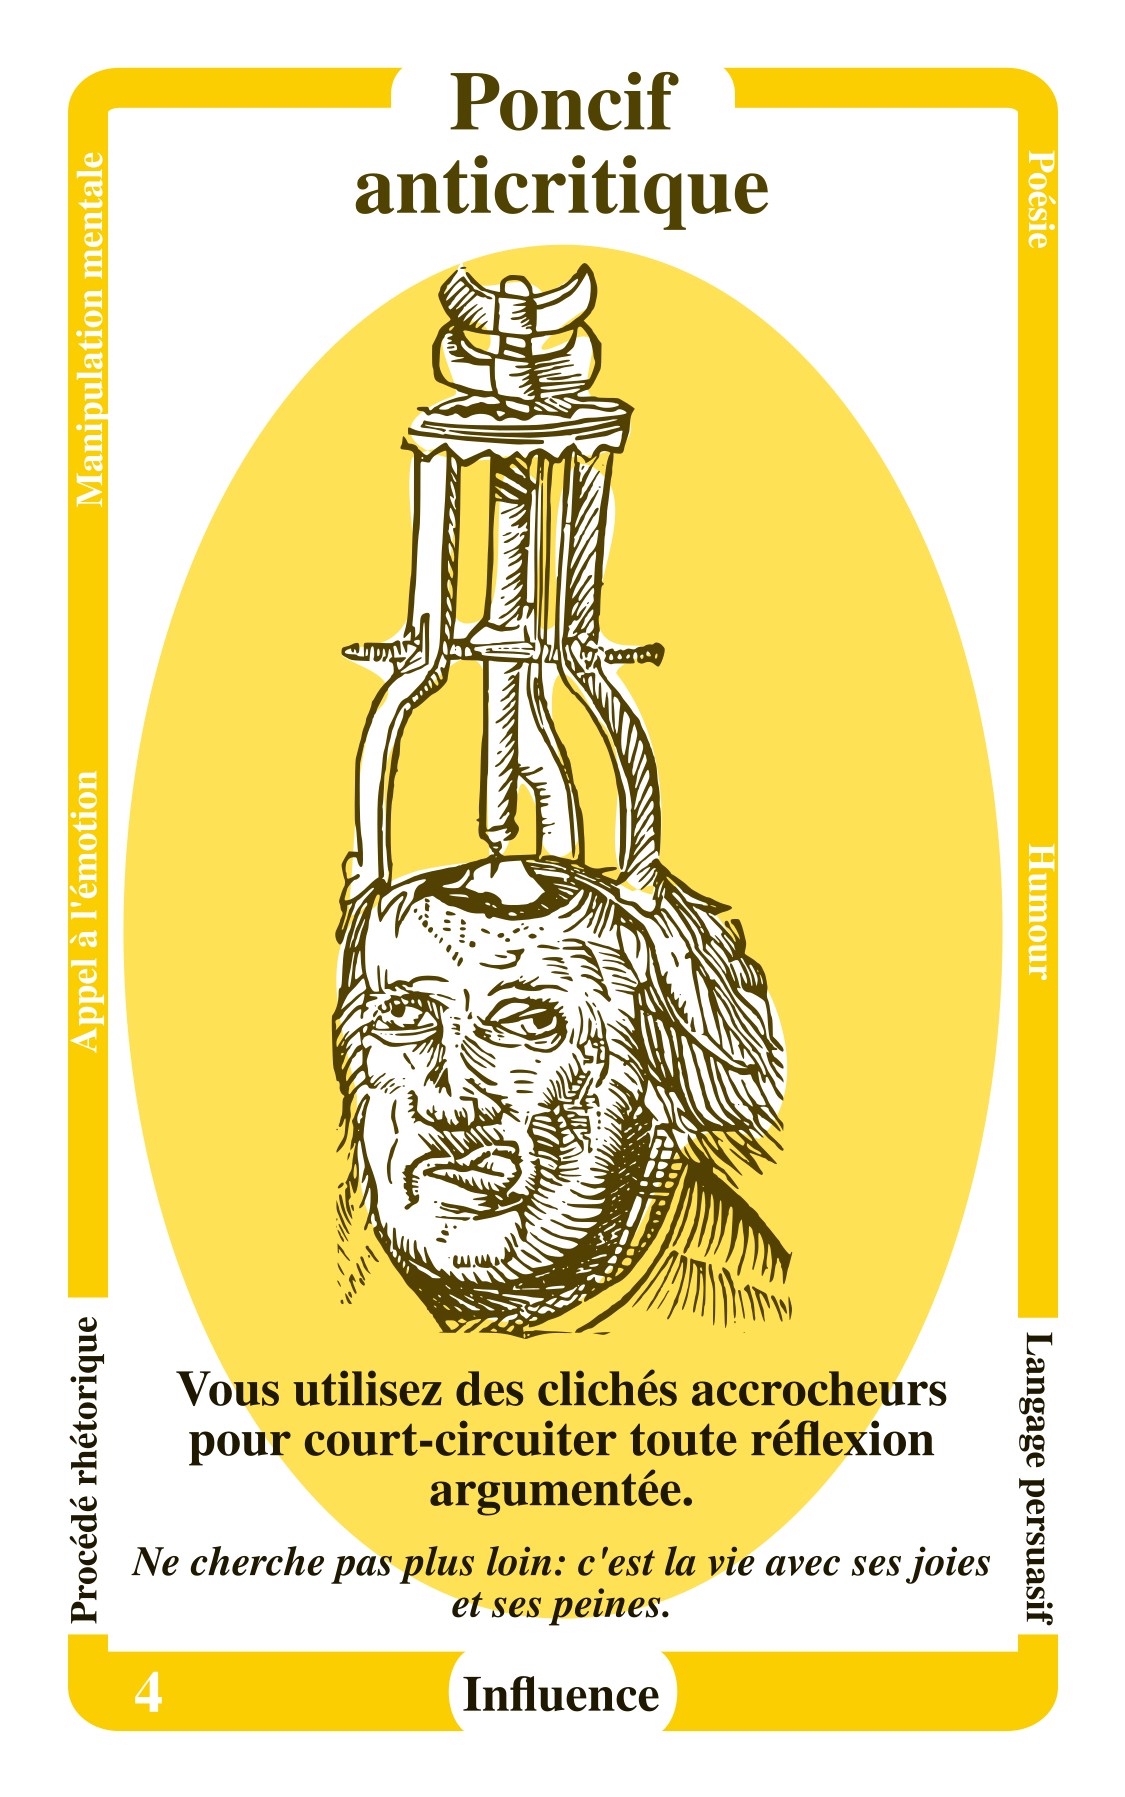 Poncif
anticritique
Manipulation mentale
Appel à l'émotion
Procédé rhétorique
Poésie
Humour
Langage persuasif
Vous utilisez des clichés accrocheurs
pour court-circuiter toute réflexion
argumentée.
Ne cherche pas plus loin: c'est la vie avec ses joies
et ses peines.
4
Influence